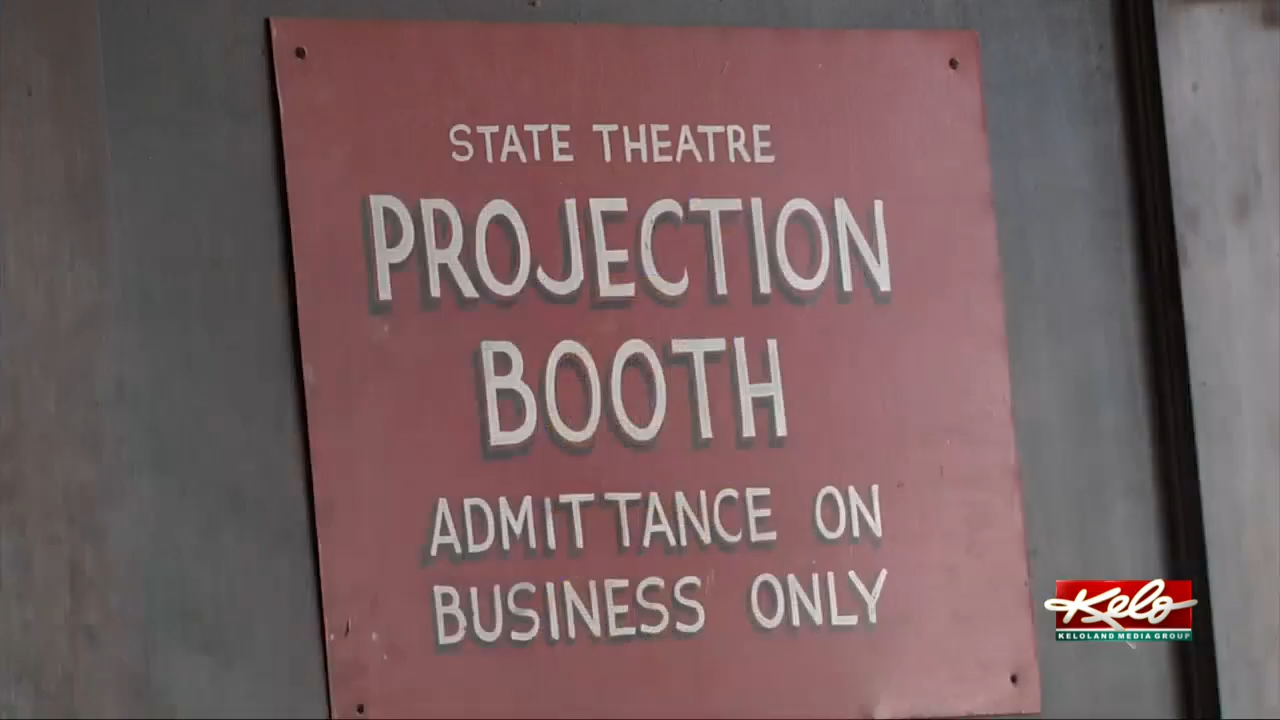 STATE THEATRE
PROJECTION
BOOTH
ADMITTANCE ON
BUSINESS ONLY
Kelo
KELOLAND MEDIA GROUP